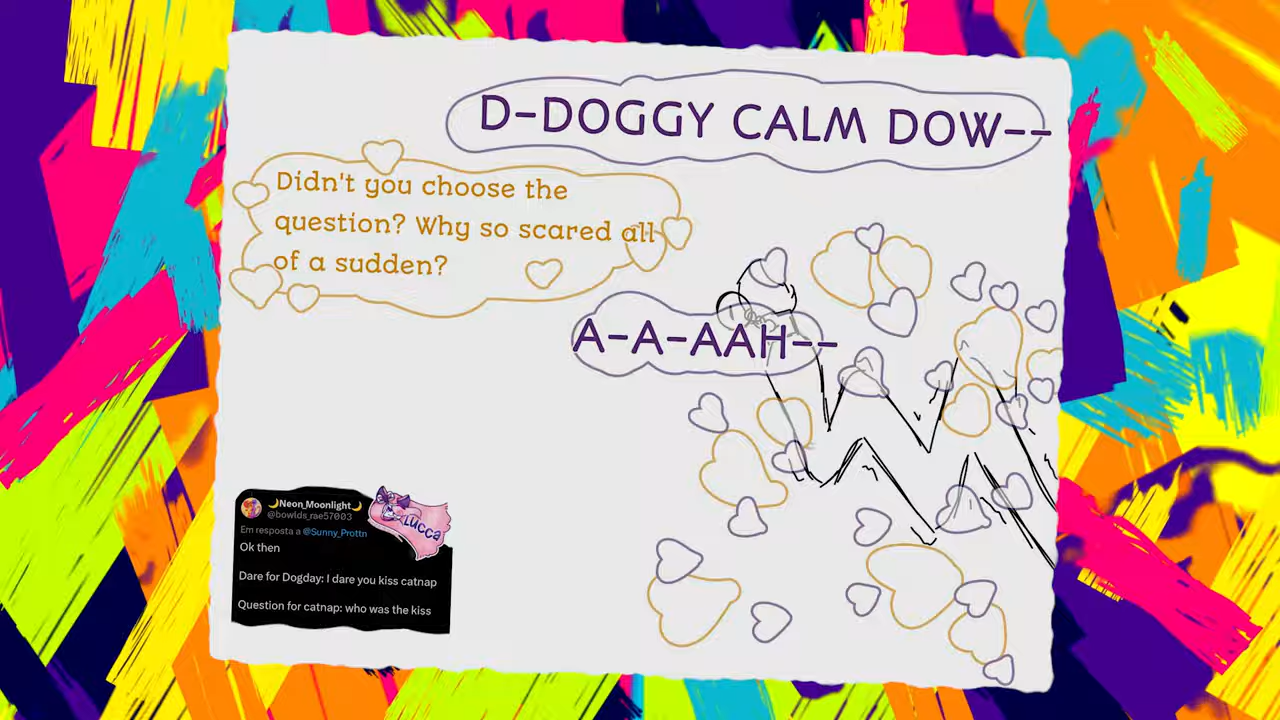 D-DOGGY CALM DOW--
Didn't you choose the
question? Why so scared all
of a sudden?
A-A-AAH--
🌙Neon_Moonlight🌙
@bowlds_rae57003
Em resposta a @Sunny_Prottn
Ok then
Dare for Dogday: I dare you kiss catnap
Question for catnap: who was the kiss
LUCCA